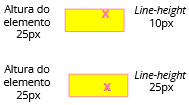 Altura do
elemento
25px
x
Line-height
10px
Altura do
elemento
25px
x
Line-height
25px